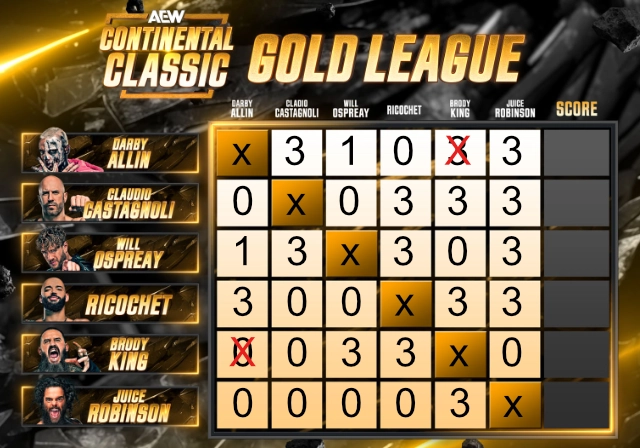 AEW
CONTINENTAL
CLASSIC
GOLD LEAGUE
DARBY ALLIN
CLADIO CASTAGNOLI
WILL OSPREAY
RICOCHET
BRODY KING
JUICE ROBINSON
SCORE
DARBY ALLIN x 3 1 0 3 3
CLAUDIO CASTAGNOLI 0 x 0 3 3 3
WILL OSPREAY 1 3 x 3 0 3
RICOCHET 3 0 0 x 3 3
BRODY KING 0 0 3 3 x 0
JUICE ROBINSON 0 0 0 0 3 x